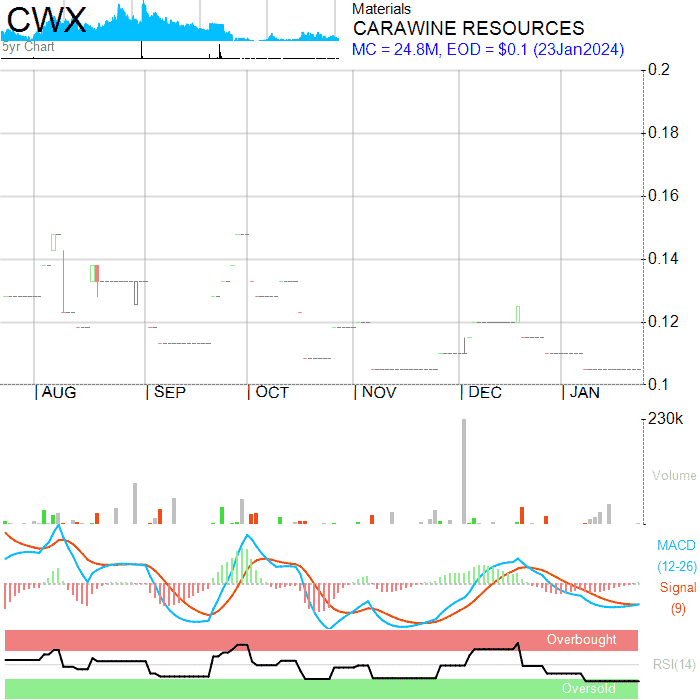 CWX
5yr Chart
Materials
CARAWINE RESOURCES
MC = 24.8M, EOD = $0.1 (23Jan2024)
0.2
0.18
0.16
0.14
0.12
0.1
| AUG | SEP | OCT | NOV | DEC | JAN
230k
Volume
MACD
(12-26)
Signal
(9)
Overbought
RSI(14)
Oversold